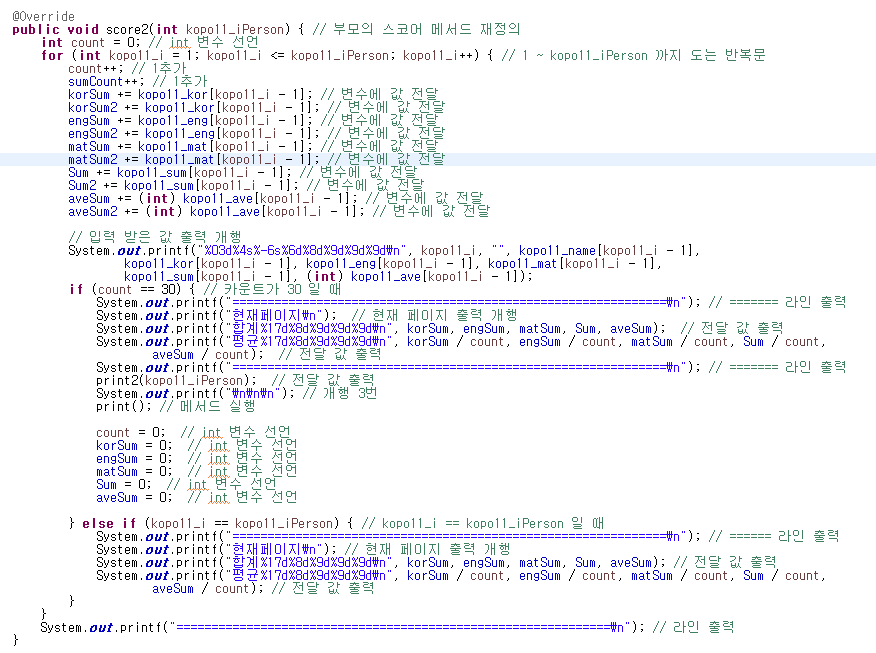 @Override
public void score2(int kopo11_iPerson) { // 부모의 스코어 메서드 재정의
int count = 0; // int 변수 선언
for (int kopo11_i = 1; kopo11_i <= kopo11_iPerson; kopo11_i++) { // 1 ~ kopo11_iPerson 까지 도는 반복문
count++; // 1추가
sumCount++; // 1추가
korSum += kopo11_kor[kopo11_i - 1]; // 변수에 값 전달
korSum2 += kopo11_kor[kopo11_i - 1]; // 변수에 값 전달
engSum += kopo11_eng[kopo11_i - 1]; // 변수에 값 전달
engSum2 += kopo11_eng[kopo11_i - 1]; // 변수에 값 전달
matSum += kopo11_mat[kopo11_i - 1]; // 변수에 값 전달
matSum2 += kopo11_mat[kopo11_i - 1]; // 변수에 값 전달
Sum += kopo11_sum[kopo11_i - 1]; // 변수에 값 전달
Sum2 += kopo11_sum[kopo11_i - 1]; // 변수에 값 전달
aveSum += (int) kopo11_ave[kopo11_i - 1]; // 변수에 값 전달
aveSum2 += (int) kopo11_ave[kopo11_i - 1]; // 변수에 값 전달
// 입력 받은 값 출력 개행
System.out.printf("%03d%4s%-6s%6d%8d%9d%9d%9d₩n", kopo11_i, "", kopo11_name[kopo11_i - 1],
kopo11_kor[kopo11_i - 1], kopo11_eng[kopo11_i - 1], kopo11_mat[kopo11_i - 1],
kopo11_sum[kopo11_i - 1], (int) kopo11_ave[kopo11_i - 1]);
if (count == 30) { // 카운트가 30 일 때
System.out.printf("==============================================================₩n"); // ======= 라인 출력
System.out.printf("현재페이지₩n"); // 현재 페이지 출력 개행
System.out.printf("합계%17d%8d%9d%9d%9d₩n", korSum, engSum, matSum, Sum, aveSum); // 전달 값 출력
System.out.printf("평균%17d%8d%9d%9d%9d₩n", korSum / count, engSum / count, matSum / count, Sum / count,
aveSum / count); // 전달 값 출력
System.out.printf("==============================================================₩n"); // ======= 라인 출력
print2(kopo11_iPerson); // 전달 값 출력
System.out.printf("₩n₩n₩n"); // 개행 3번
print(); // 메서드 실행
count = 0; // int 변수 선언
korSum = 0; // int 변수 선언
engSum = 0; // int 변수 선언
matSum = 0; // int 변수 선언
Sum = 0; // int 변수 선언
aveSum = 0; // int 변수 선언
} else if (kopo11_i == kopo11_iPerson) { // kopo11_i == kopo11_iPerson 일 때
System.out.printf("==============================================================₩n"); // ====== 라인 출력
System.out.printf("현재페이지₩n"); // 현재 페이지 출력 개행
System.out.printf("합계%17d%8d%9d%9d%9d₩n", korSum, engSum, matSum, Sum, aveSum); // 전달 값 출력
System.out.printf("평균%17d%8d%9d%9d%9d₩n", korSum / count, engSum / count, matSum / count, Sum / count,
aveSum / count); // 전달 값 출력
}
}
System.out.printf("==============================================================₩n"); // 라인 출력
}